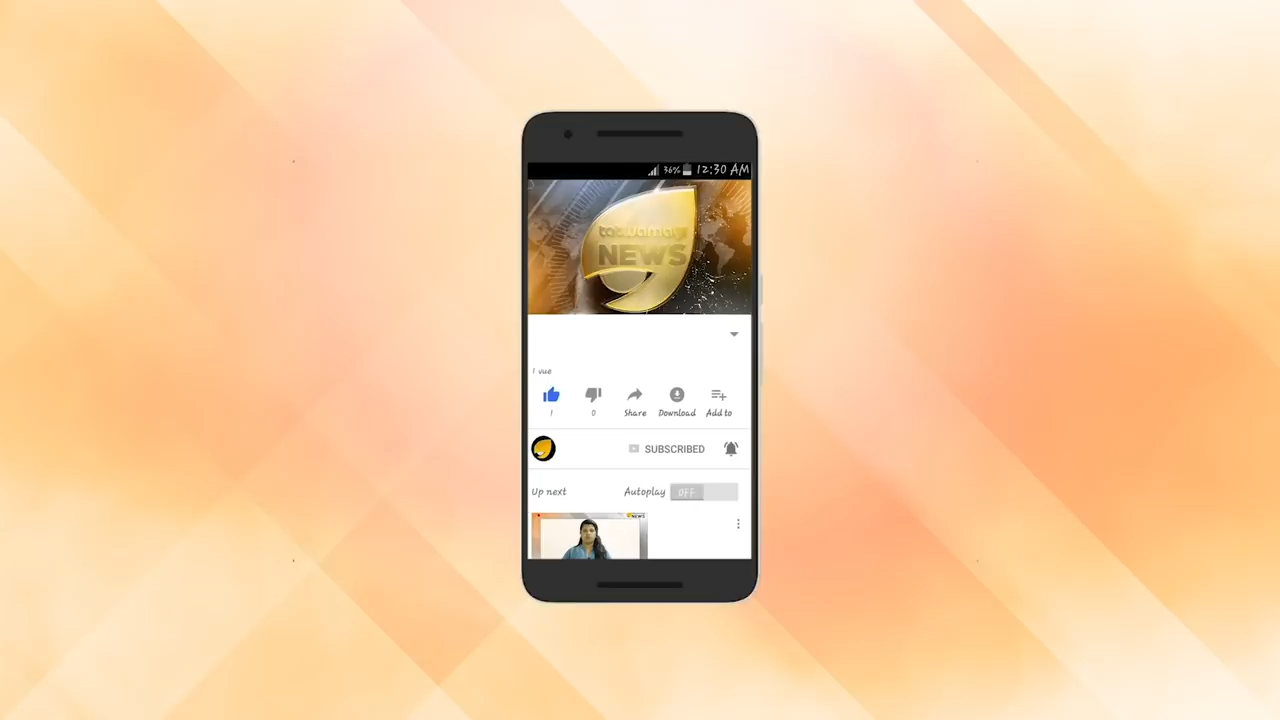 36% 12:30 AM
tatwamayi
NEWS
1 vue
1 0 Share Download Add to
SUBSCRIBED
Up next Autoplay OFF
NEWS